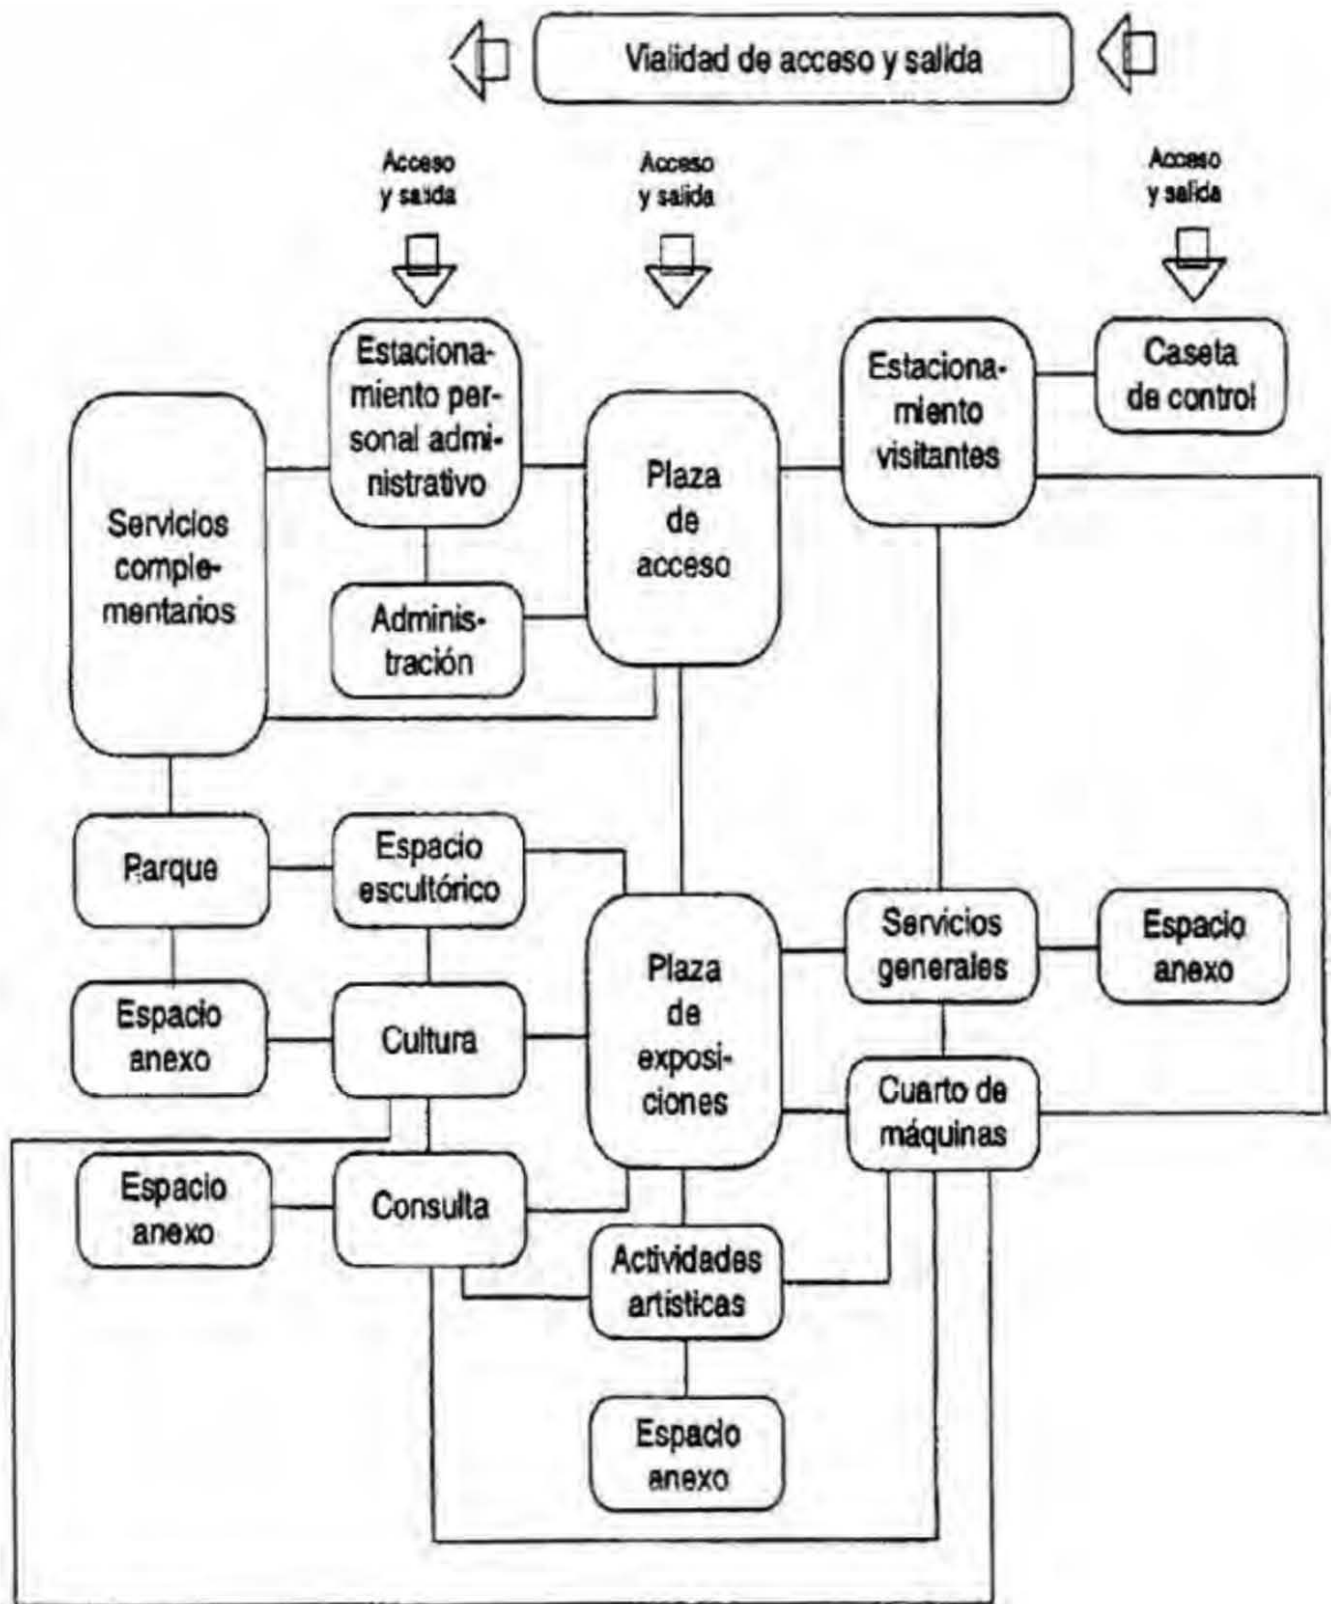 Vialidad de acceso y salida
Acceso
y salida
Acceso
y salida
Acceso
y salida
Estaciona-
miento per-
sonal admi-
nistrativo
Estaciona-
miento
visitantes
Caseta
de control
Servicios
comple-
mentarios
Plaza
de
acceso
Adminis-
tración
Parque
Espacio
escultórico
Plaza
de
exposi-
ciones
Servicios
generales
Espacio
anexo
Espacio
anexo
Cultura
Cuarto de
máquinas
Espacio
anexo
Consulta
Actividades
artísticas
Espacio
anexo